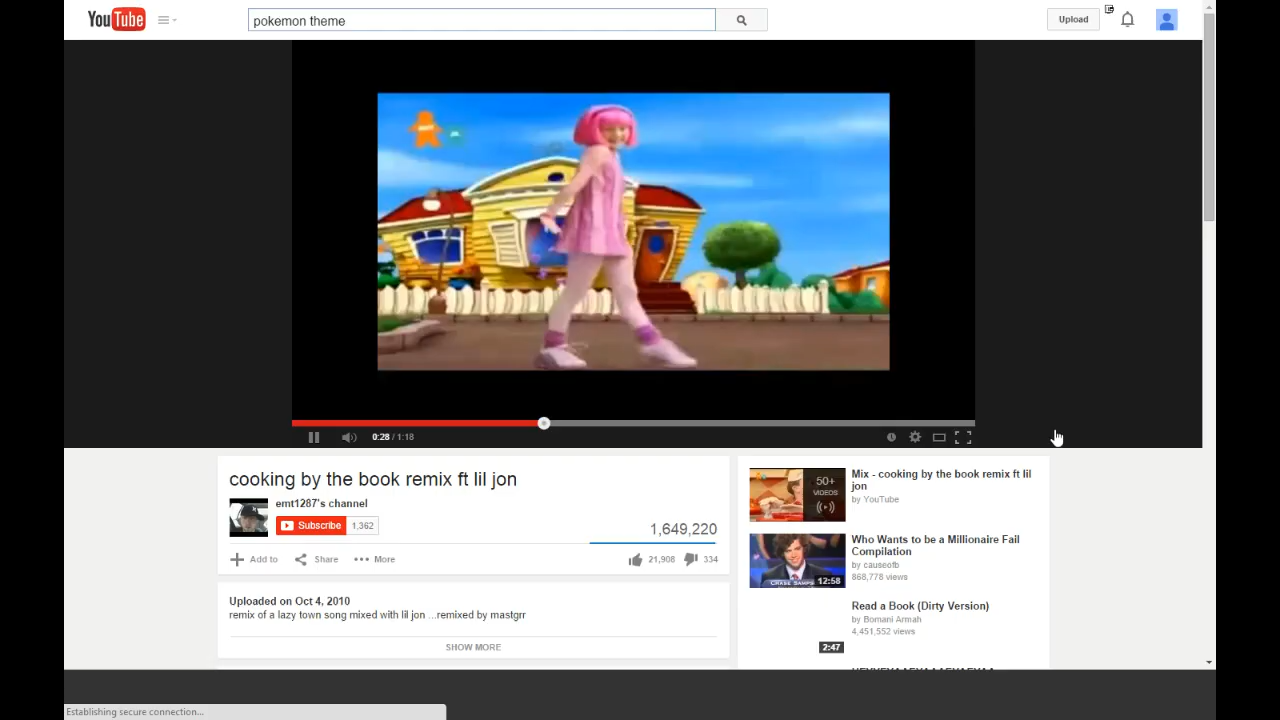 YouTube
pokemon theme
Upload
0:28 / 1:18
cooking by the book remix ft lil jon
emt1287's channel
Subscribe 1,362
1,649,220
Add to Share More
21,908 334
Uploaded on Oct 4, 2010
remix of a lazy town song mixed with lil jon ...remixed by mastgrr
SHOW MORE
50+
VIDEOS
Mix - cooking by the book remix ft lil
jon
by YouTube
Who Wants to be a Millionaire Fail
Compilation
by causeofb
868,778 views
CHASE SAMPS
12:58
Read a Book (Dirty Version)
by Bomani Armah
4,451,552 views
2:47
Establishing secure connection...